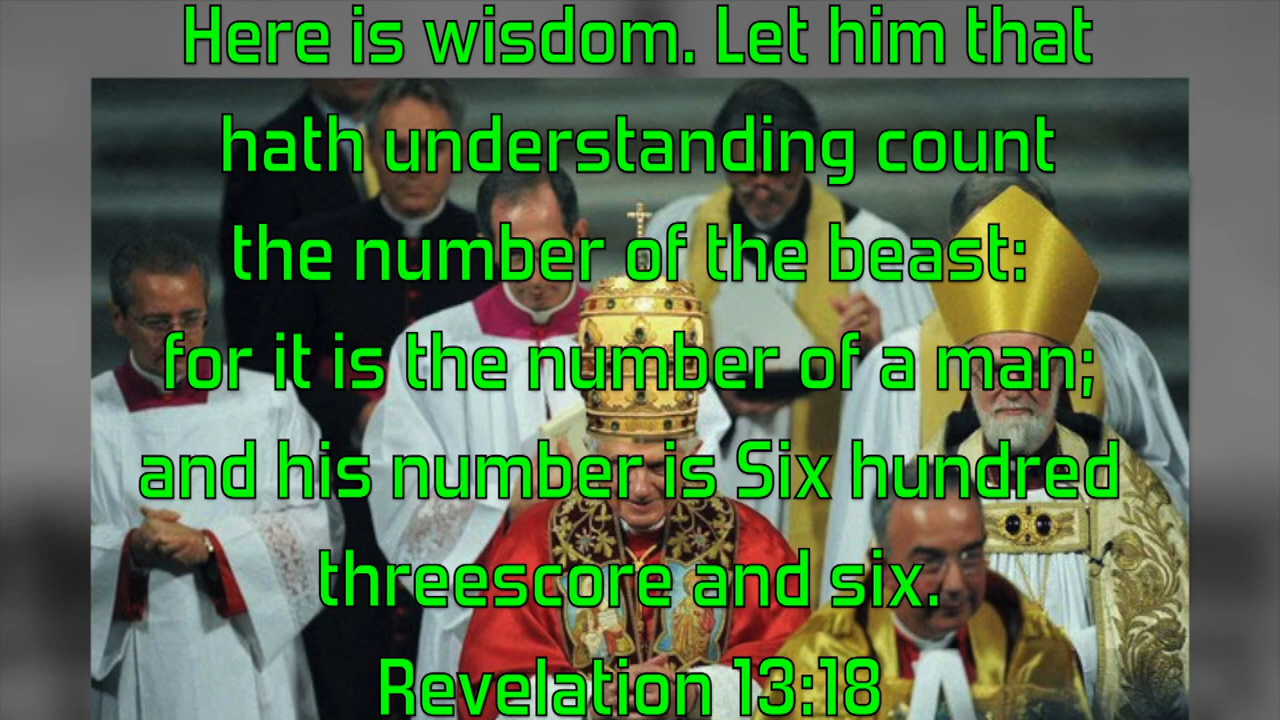 Here is wisdom. Let him that
hath understanding count
the number of the beast:
for it is the number of a man;
and his number is Six hundred
threescore and six.
Revelation 13:18